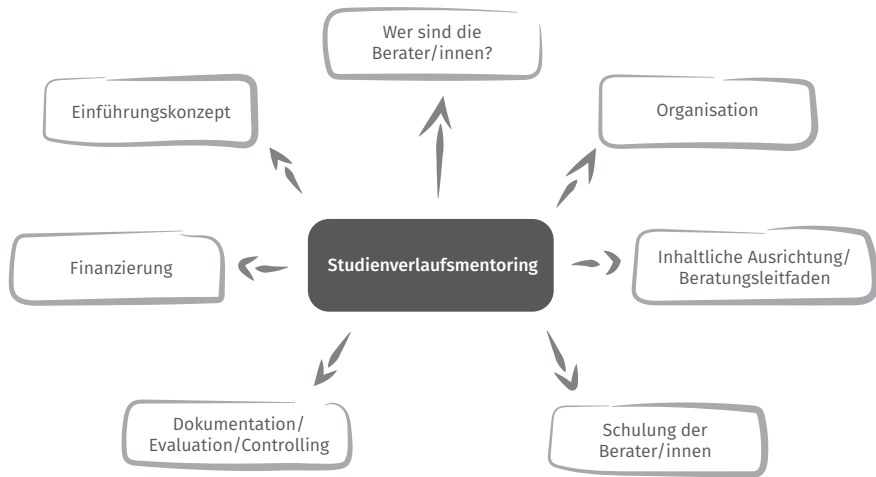 Wer sind die
Berater/innen?
Einführungskonzept
Organisation
Finanzierung
Studienverlaufsmentoring
Inhaltliche Ausrichtung/
Beratungsleitfaden
Dokumentation/
Evaluation/Controlling
Schulung der
Berater/innen